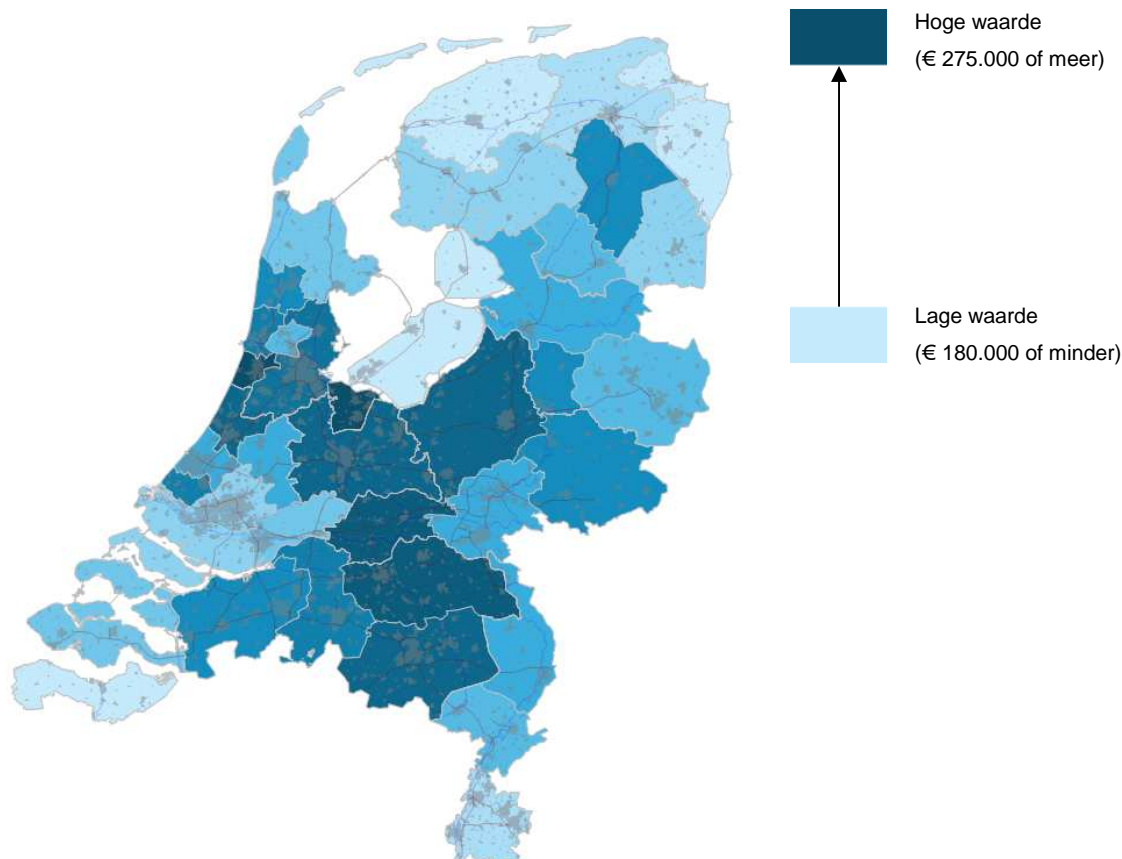 Hoge waarde
(€ 275.000 of meer)
Lage waarde
(€ 180.000 of minder)